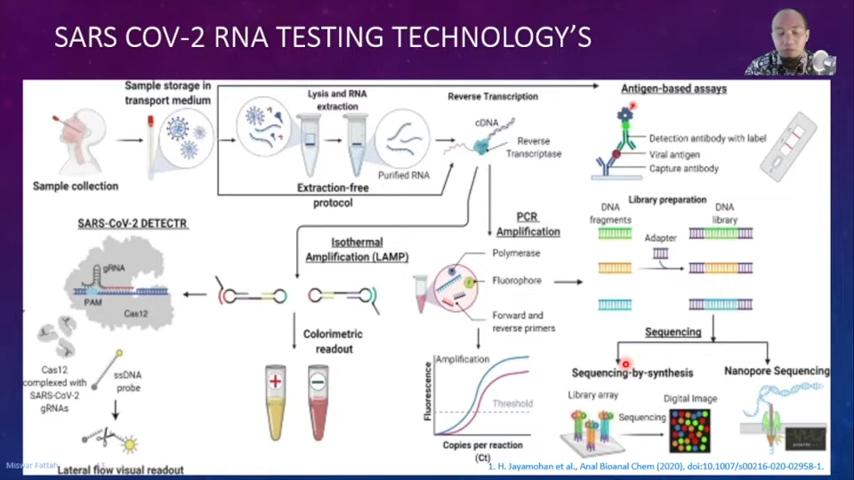 SARS COV-2 RNA TESTING TECHNOLOGY'S
Sample storage in
transport medium
Sample collection
Lysis and RNA
extraction
Purified RNA
Extraction-free
protocol
Reverse Transcription
cDNA
Reverse
Transcriptase
Antigen-based assays
Detection antibody with label
Viral antigen
Capture antibody
SARS-CoV-2 DETECTR
gRNA
PAM
Cas12
Cas12
complexed with
SARS-CoV-2
gRNAs
ssDNA
probe
Lateral flow visual readout
Isothermal
Amplification (LAMP)
Colorimetric
readout
+
−
PCR
Amplification
Polymerase
Fluorophore
Forward and
reverse primers
Fluorescence
Amplification
Threshold
Copies per reaction
(Ct)
Library preparation
DNA
fragments
DNA
library
Adapter
Sequencing
Sequencing-by-synthesis
Library array
Sequencing
Digital Image
Nanopore Sequencing
Miswar Fattah
1. H. Jayamohan et al., Anal Bioanal Chem (2020), doi:10.1007/s00216-020-02958-1.